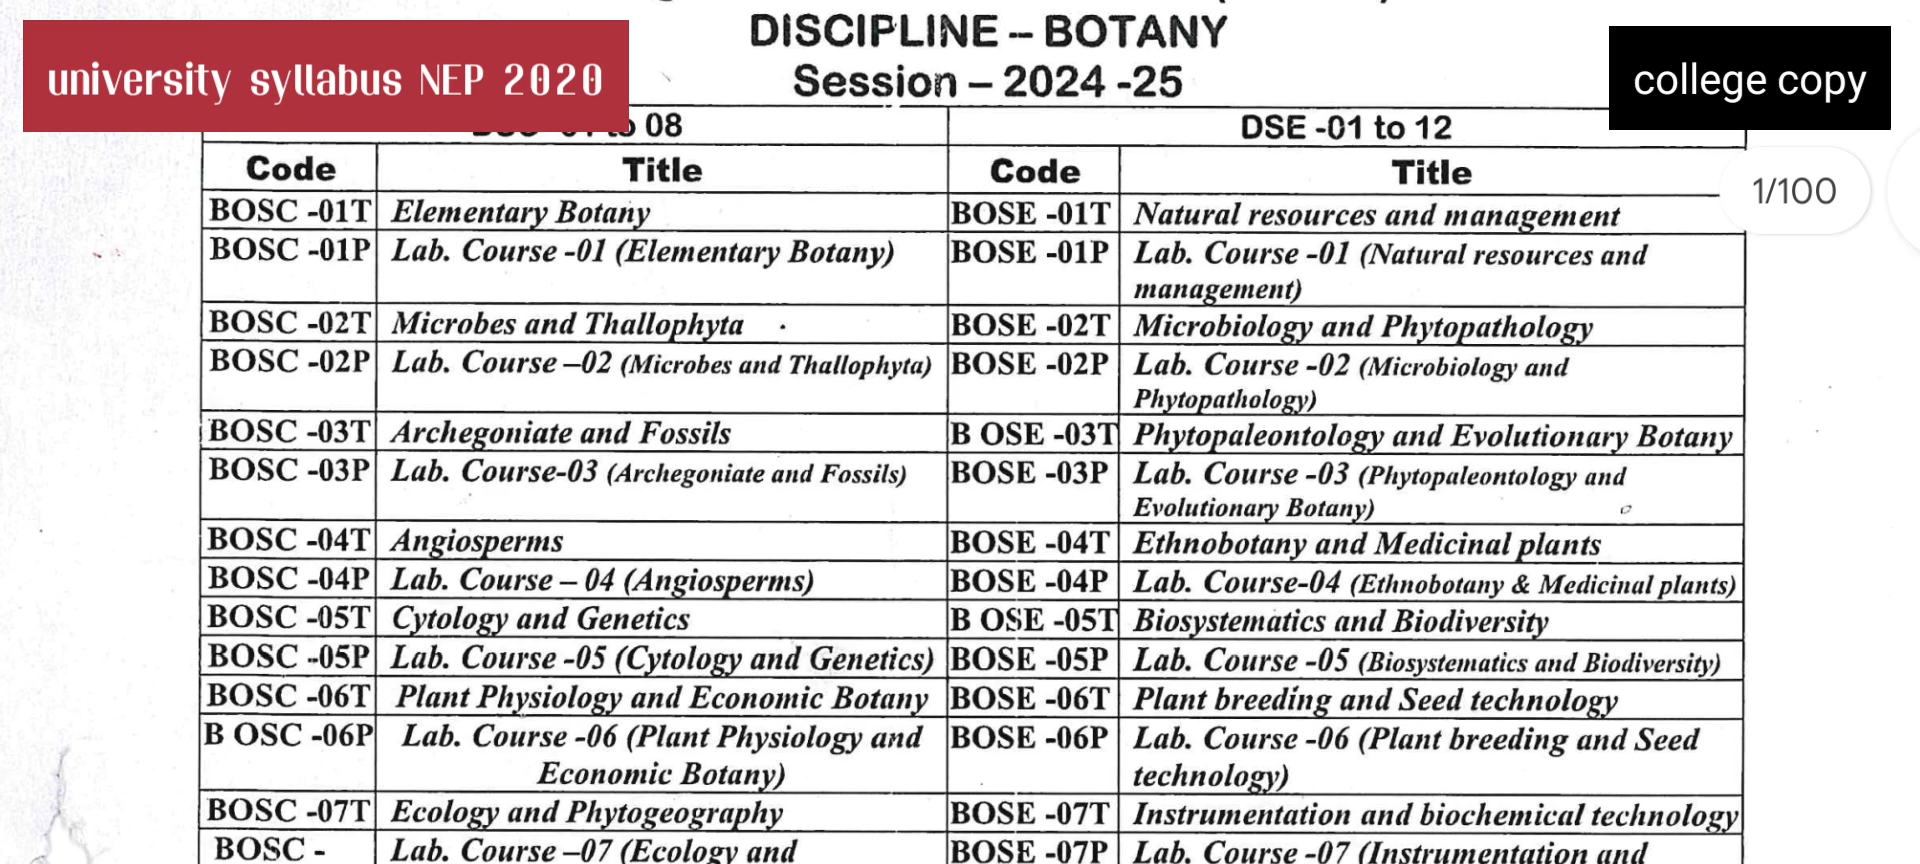 DISCIPLINE – BOTANY
Session – 2024 -25
university syllabus NEP 2020
college copy
1/100
to 08
DSE -01 to 12
Code Title Code Title
BOSC -01T Elementary Botany BOSE -01T Natural resources and management
BOSC -01P Lab. Course -01 (Elementary Botany) BOSE -01P Lab. Course -01 (Natural resources and
management)
BOSC -02T Microbes and Thallophyta BOSE -02T Microbiology and Phytopathology
BOSC -02P Lab. Course –02 (Microbes and Thallophyta) BOSE -02P Lab. Course -02 (Microbiology and
Phytopathology)
BOSC -03T Archegoniate and Fossils B OSE -03T Phytopaleontology and Evolutionary Botany
BOSC -03P Lab. Course-03 (Archegoniate and Fossils) BOSE -03P Lab. Course -03 (Phytopaleontology and
Evolutionary Botany)
BOSC -04T Angiosperms BOSE -04T Ethnobotany and Medicinal plants
BOSC -04P Lab. Course – 04 (Angiosperms) BOSE -04P Lab. Course-04 (Ethnobotany & Medicinal plants)
BOSC -05T Cytology and Genetics B OSE -05T Biosystematics and Biodiversity
BOSC -05P Lab. Course -05 (Cytology and Genetics) BOSE -05P Lab. Course -05 (Biosystematics and Biodiversity)
BOSC -06T Plant Physiology and Economic Botany BOSE -06T Plant breeding and Seed technology
B OSC -06P Lab. Course -06 (Plant Physiology and BOSE -06P Lab. Course -06 (Plant breeding and Seed
Economic Botany) technology)
BOSC -07T Ecology and Phytogeography BOSE -07T Instrumentation and biochemical technology
BOSC - Lab. Course –07 (Ecology and BOSE -07P Lab. Course -07 (Instrumentation and